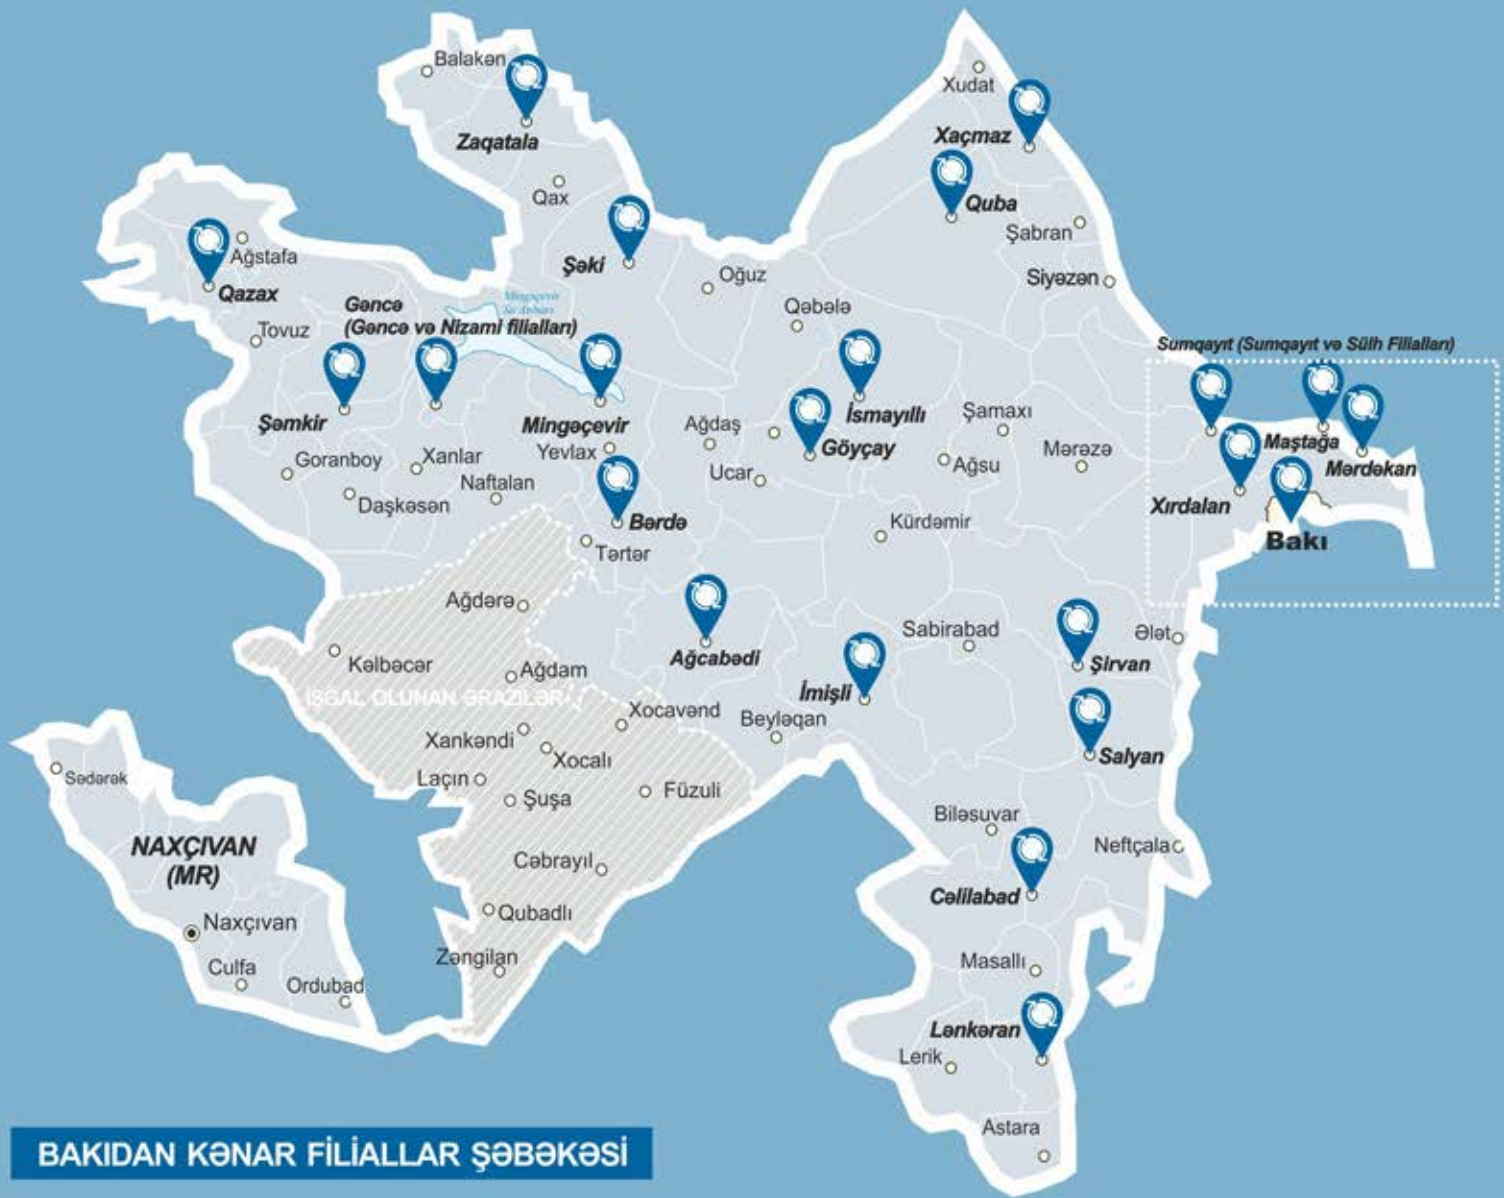 Balakən
Zaqatala
Qax
Xudat
Xaçmaz
Quba
Şabran
Siyəzən
Ağstafa
Qazax
Tovuz
Şəki
Oğuz
Qəbələ
Mingəçevir
Su Anbarı
Gəncə
(Gəncə və Nizami filialları)
Sumqayıt (Sumqayıt və Sülh Filialları)
Şəmkir
Mingəçevir
Yevlax
Ağdaş
Ucar
İsmayıllı
Göyçay
Şamaxı
Ağsu
Mərəzə
Maştağa
Mərdəkan
Xırdalan
Bakı
Goranboy
Xanlar
Daşkəsən
Naftalan
Bərdə
Tərtər
Kürdəmir
Ağdərə
Kəlbəcər
Ağdam
İŞĞAL OLUNAN ƏRAZİLƏR
Ağcabədi
İmişli
Sabirabad
Şirvan
Ələt
Xocavənd
Beyləqan
Salyan
Xankəndi
Xocalı
Laçın
Şuşa
Füzuli
Sədərək
NAXÇIVAN
(MR)
Biləsuvar
Neftçala
Cəbrayıl
Cəlilabad
Qubadlı
Naxçıvan
Zəngilan
Culfa
Ordubad
Masallı
Lənkəran
Lerik
Astara
BAKIDAN KƏNAR FİLİALLAR ŞƏBƏKƏSİ